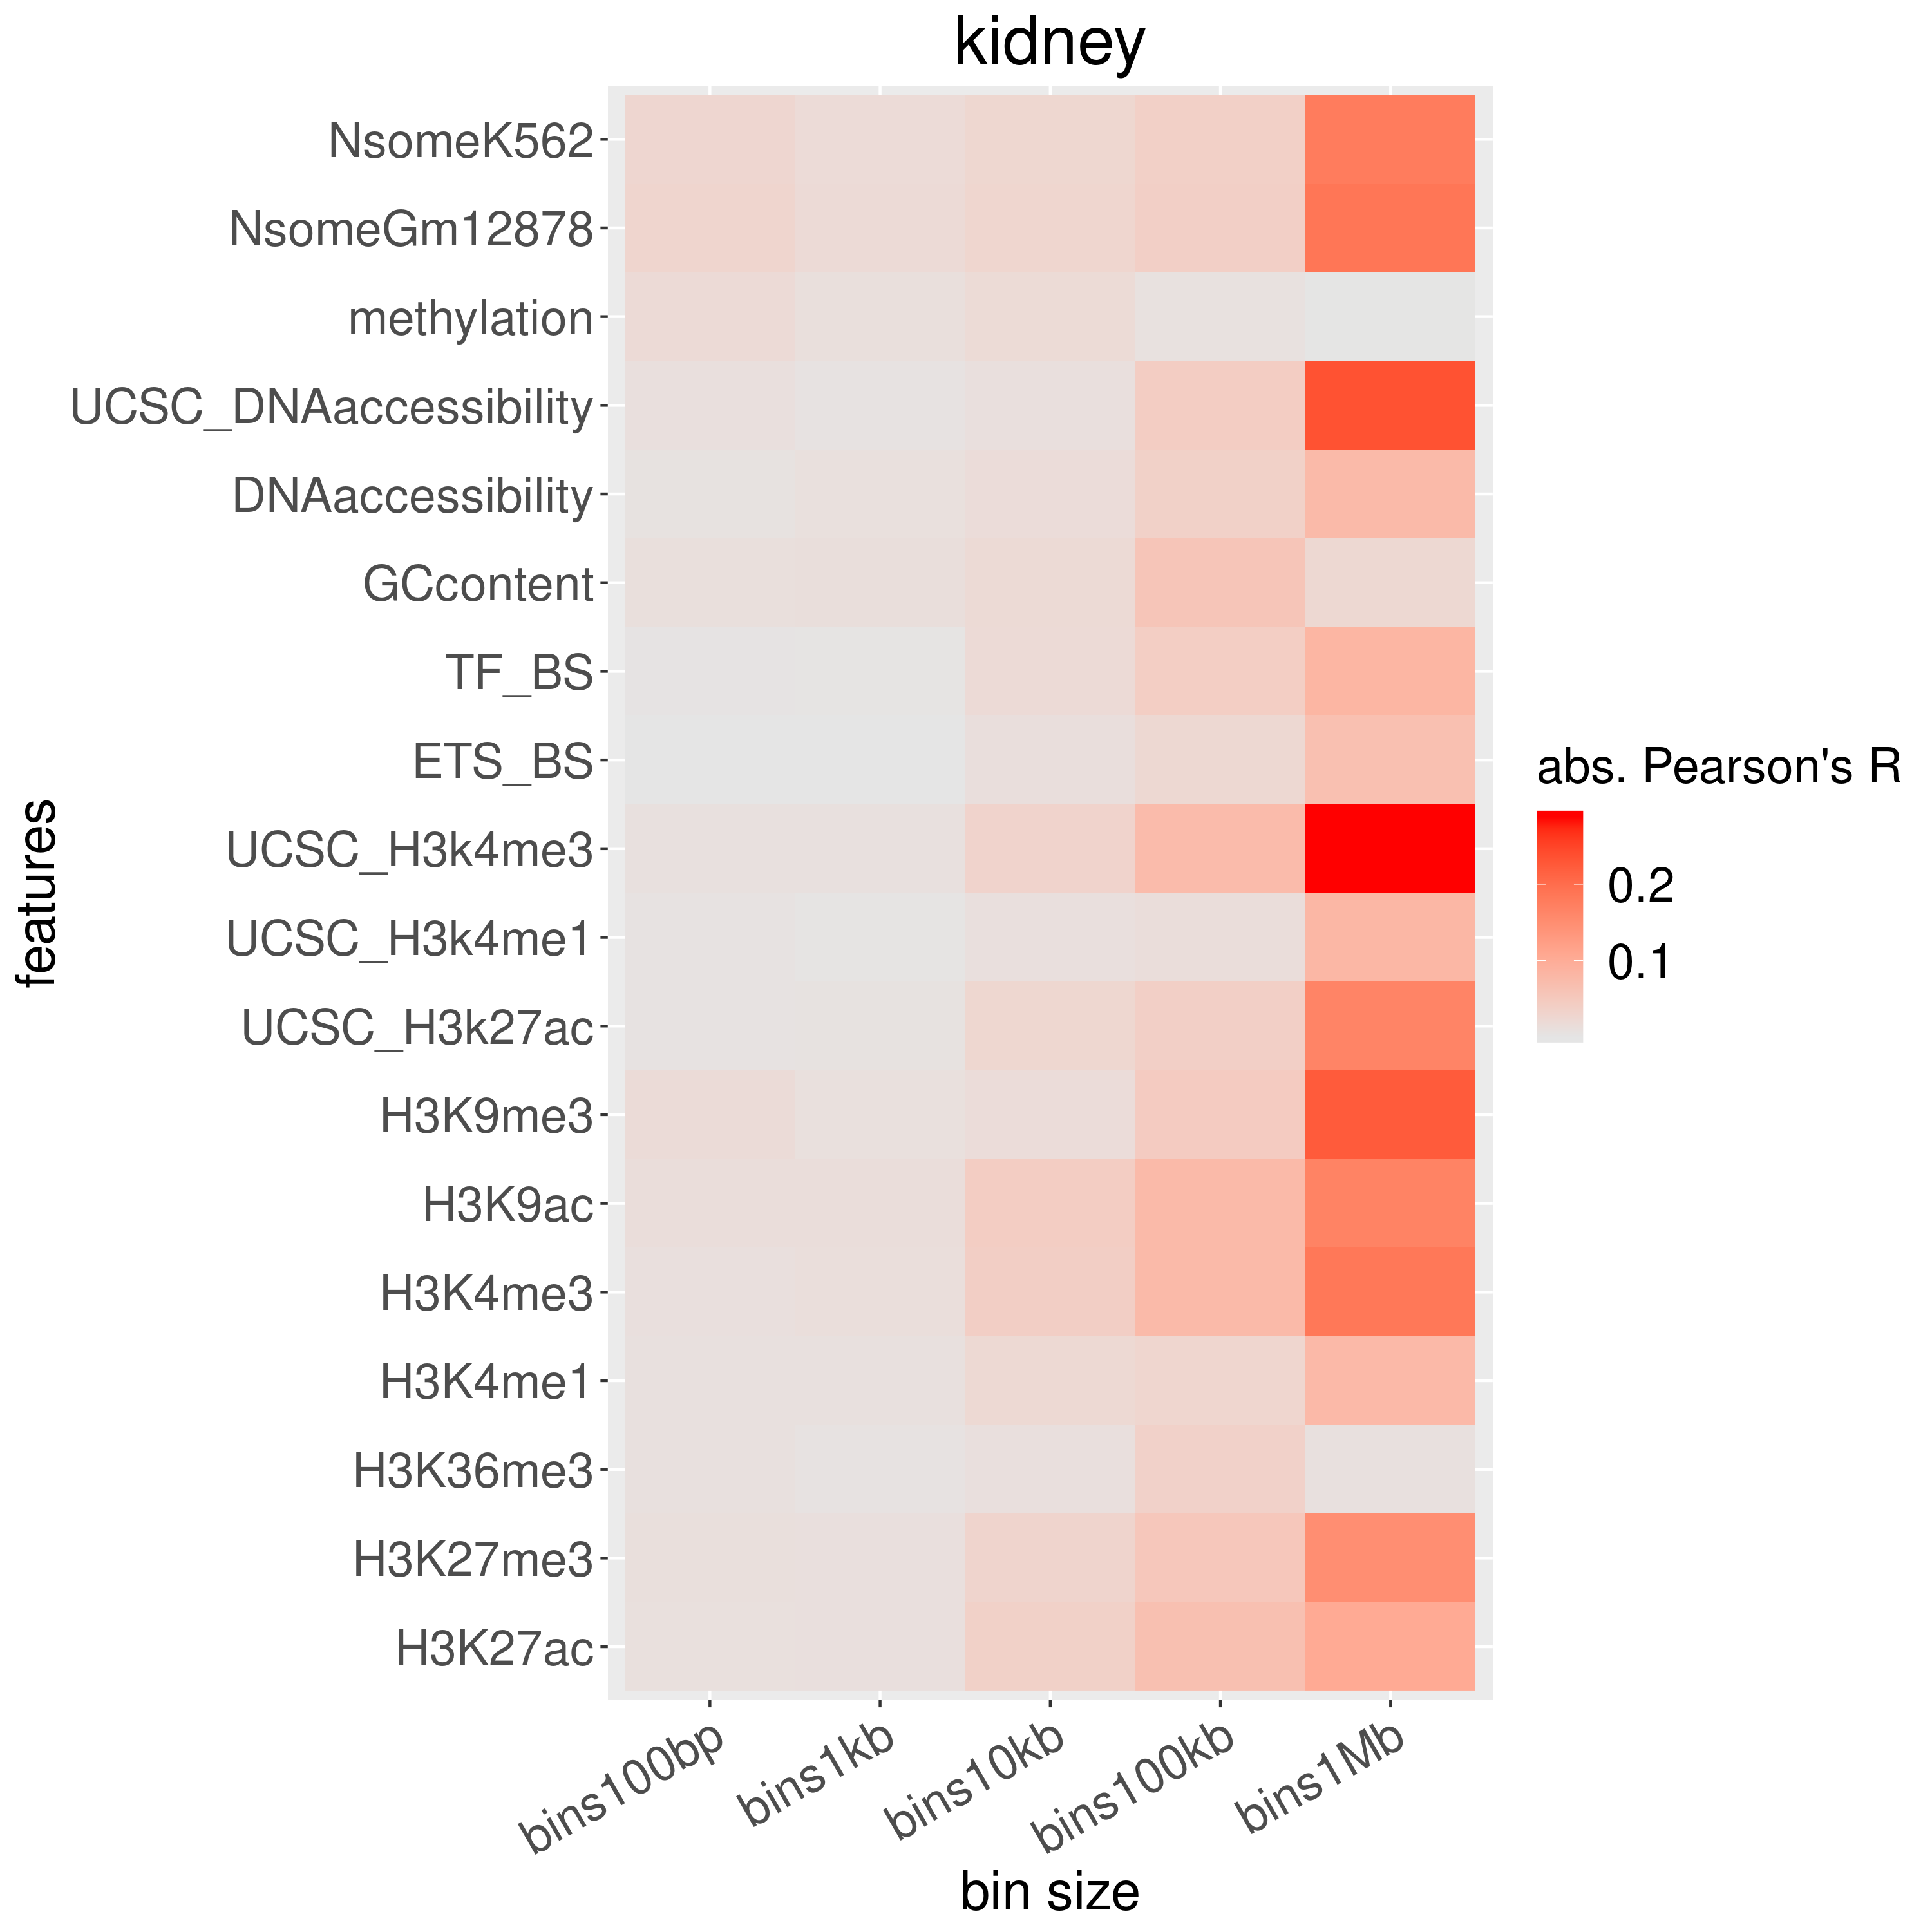 kidney
NsomeK562
NsomeGm12878
methylation
UCSC_DNAaccessibility
DNAaccessibility
GCcontent
TF_BS
ETS_BS
UCSC_H3k4me3
UCSC_H3k4me1
UCSC_H3k27ac
H3K9me3
H3K9ac
H3K4me3
H3K4me1
H3K36me3
H3K27me3
H3K27ac
features
bins100bp
bins1kb
bins10kb
bins100kb
bins1Mb
bin size
abs. Pearson's R
0.2
0.1